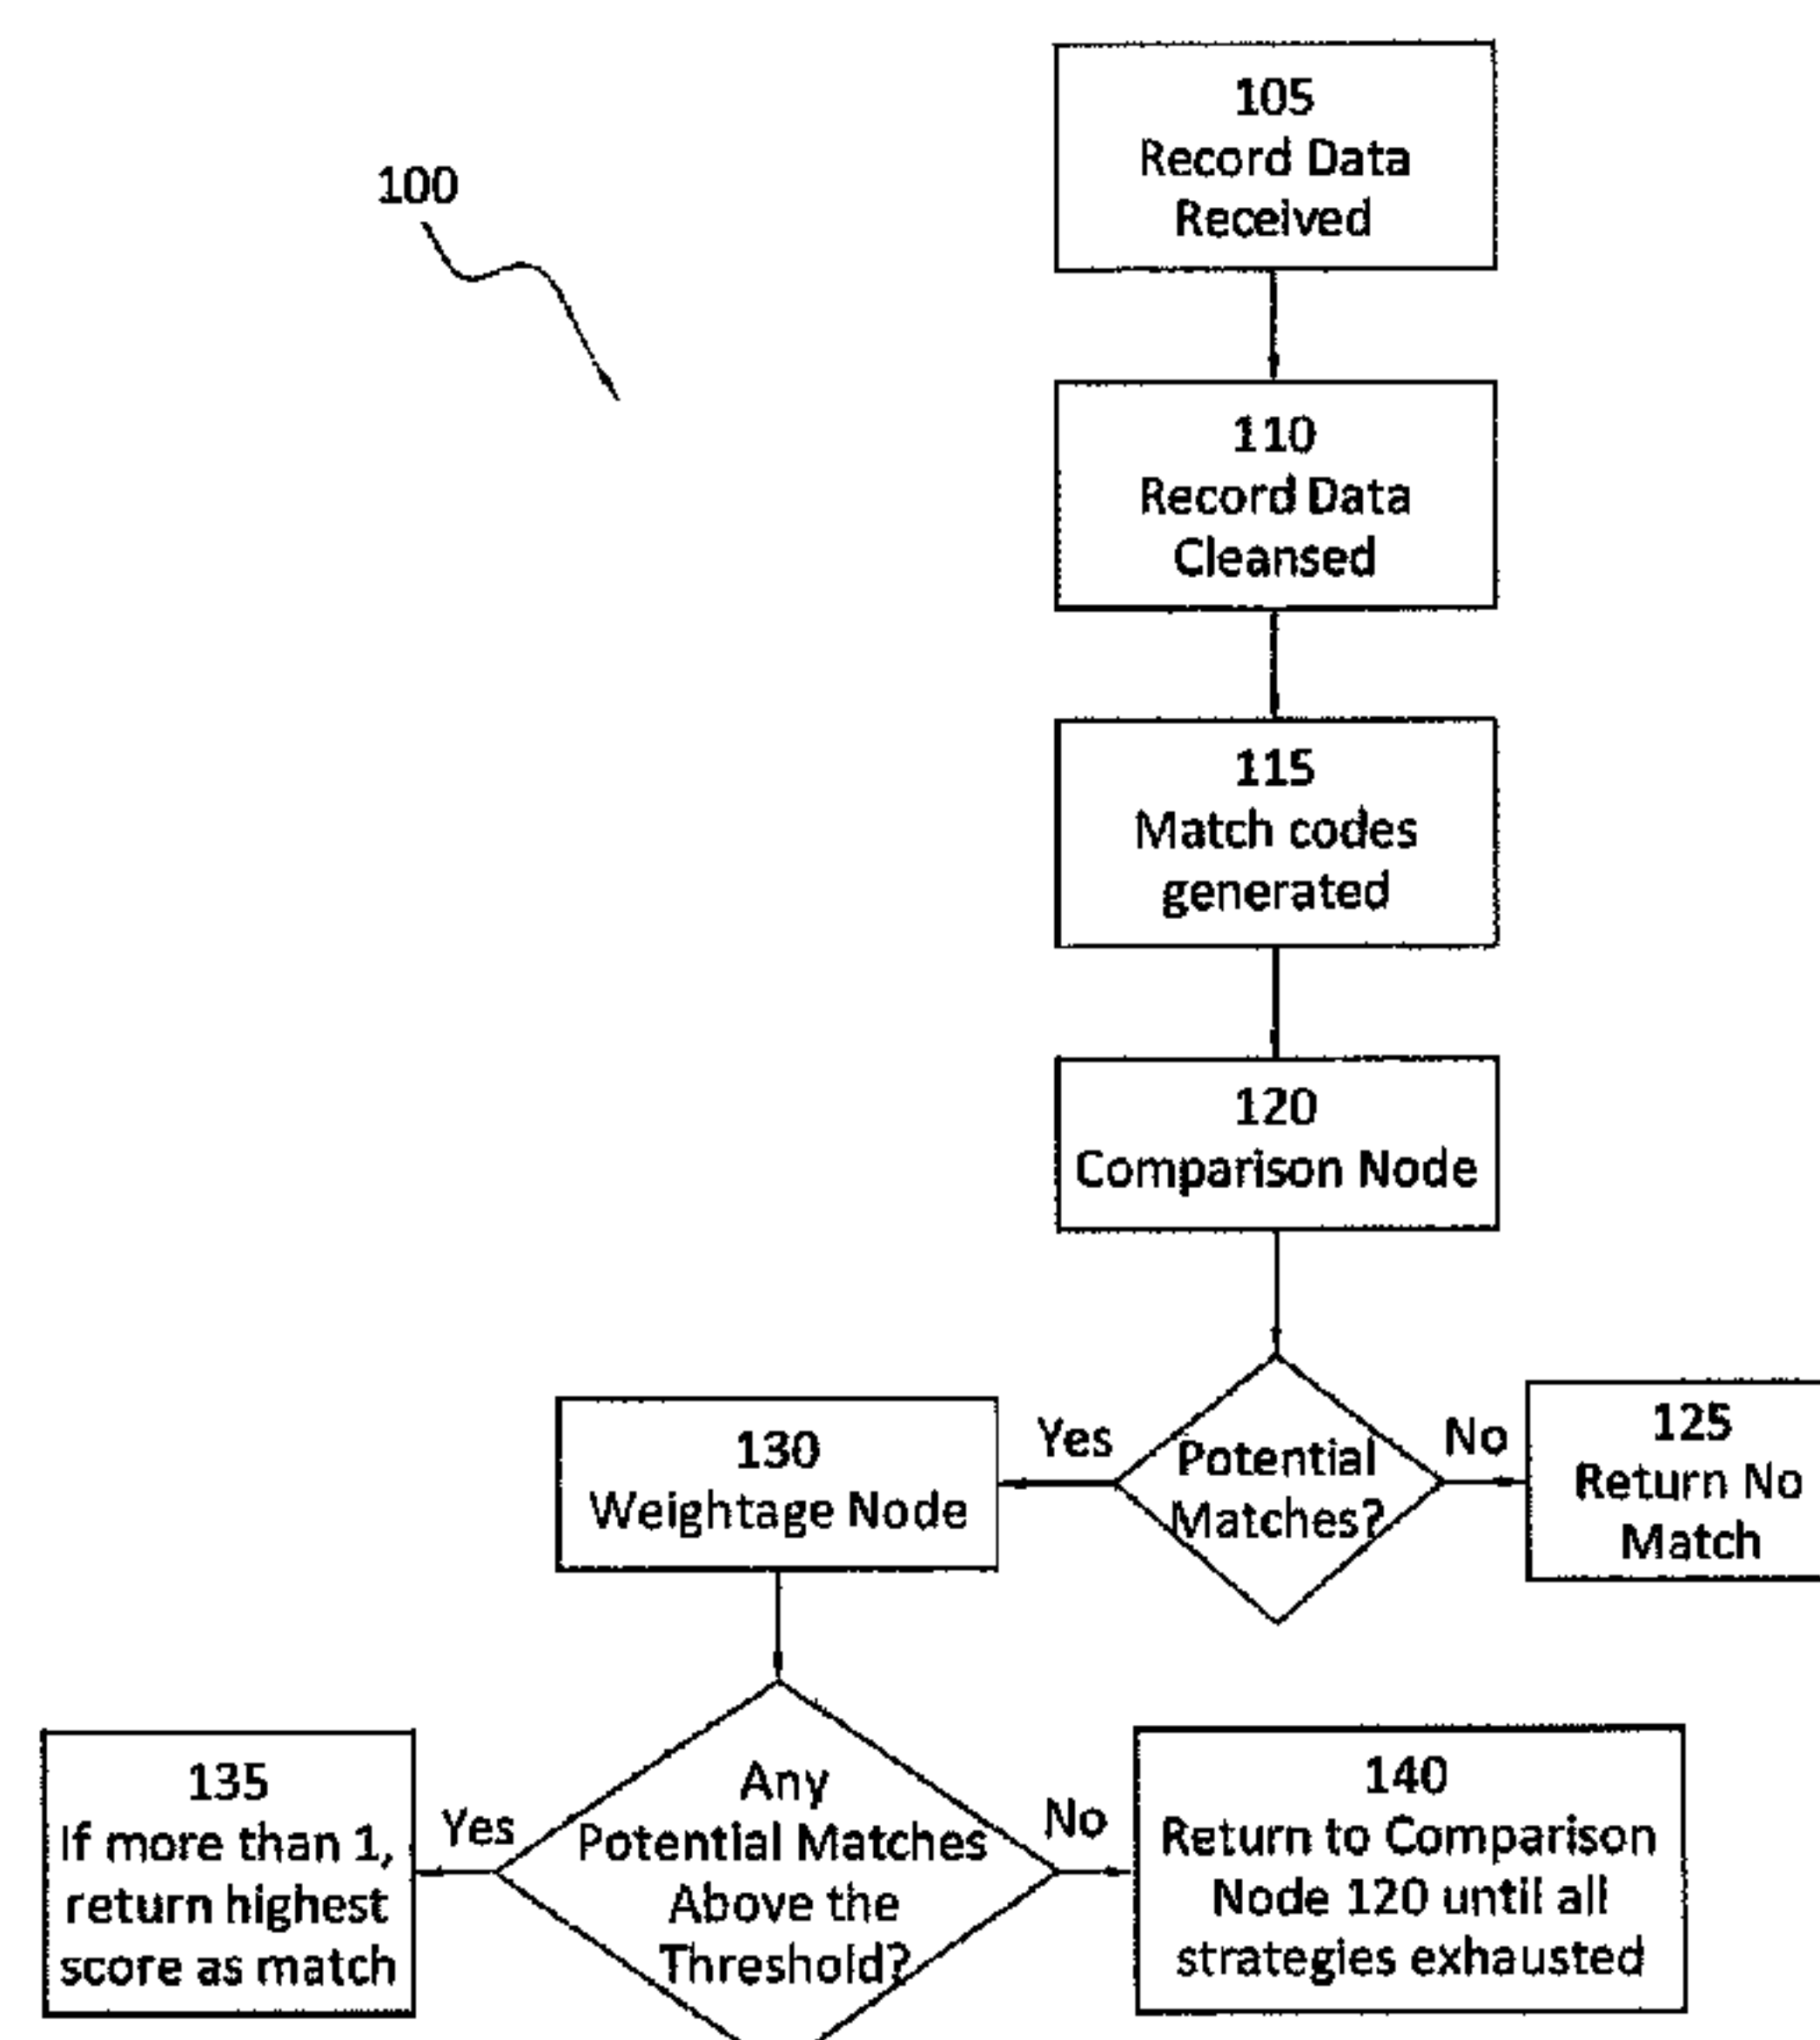 100
105
Record Data
Received
110
Record Data
Cleansed
115
Match codes
generated
120
Comparison Node
Potential
Matches?
Yes
No
125
Return No
Match
130
Weightage Node
Any
Potential Matches
Above the
Threshold?
Yes
No
135
If more than 1,
return highest
score as match
140
Return to Comparison
Node 120 until all
strategies exhausted